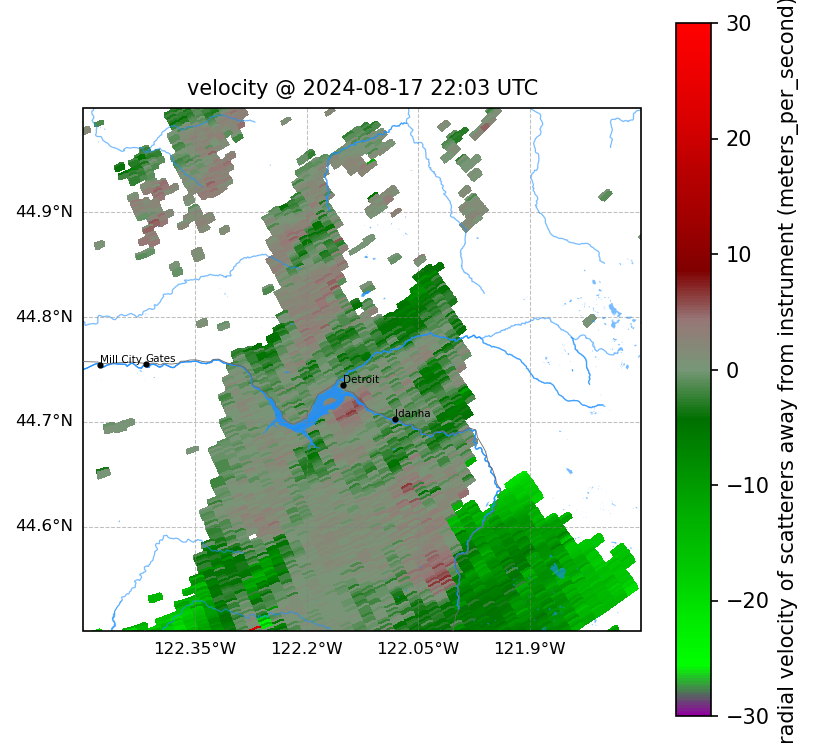 velocity @ 2024-08-17 22:03 UTC
44.9°N
44.8°N
44.7°N
44.6°N
Mill City
Gates
Detroit
Idanha
122.35°W
122.2°W
122.05°W
121.9°W
30
20
10
0
−10
−20
−30
radial velocity of scatterers away from instrument (meters_per_second)